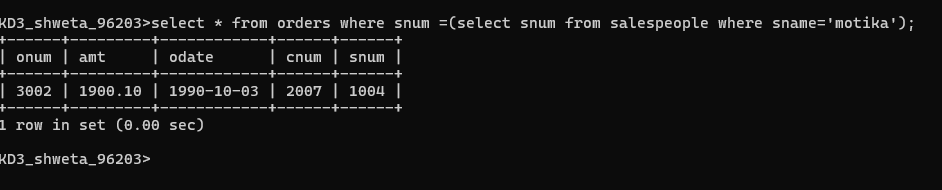 KD3_shweta_96203>select * from orders where snum =(select snum from salespeople where sname='motika');
+------+---------+------------+------+------+
| onum | amt     | odate      | cnum | snum |
+------+---------+------------+------+------+
| 3002 | 1900.10 | 1990-10-03 | 2007 | 1004 |
+------+---------+------------+------+------+
1 row in set (0.00 sec)
KD3_shweta_96203>